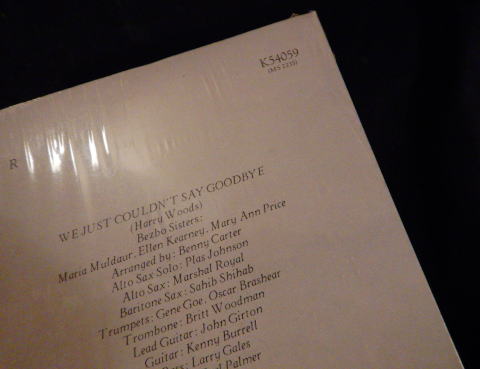 K54059
(MS 2235)
R
WE JUST COULDN'T SAY GOODBYE
(Harry Woods)
Bezbo Sisters:
Maria Muldaur, Ellen Kearney, Mary Ann Price
Arranged by: Benny Carter
Alto Sax Solo: Plas Johnson
Alto Sax: Marshal Royal
Baritone Sax: Sahib Shihab
Trumpets: Gene Goe, Oscar Brashear
Trombone: Britt Woodman
Lead Guitar: John Girton
Guitar: Kenny Burrell
Larry Gales
Palmer